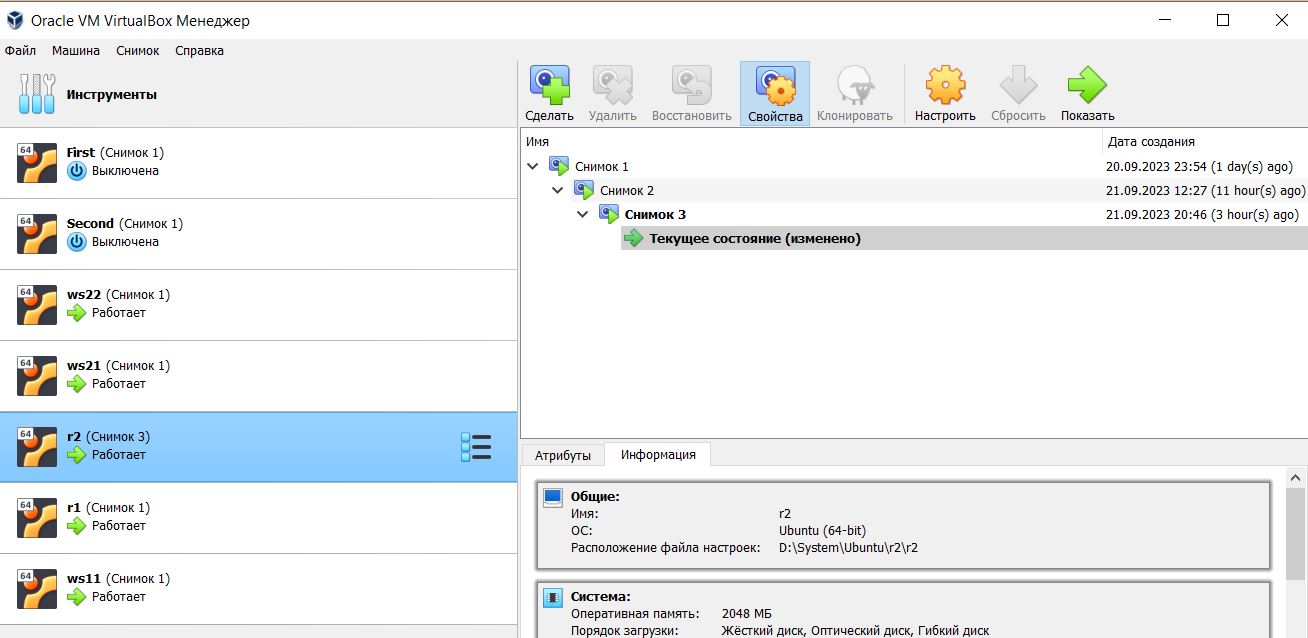 Oracle VM VirtualBox Менеджер
Файл Машина Снимок Справка
Инструменты
64
First (Снимок 1)
Выключена
64
Second (Снимок 1)
Выключена
64
ws22 (Снимок 1)
Работает
64
ws21 (Снимок 1)
Работает
64
r2 (Снимок 3)
Работает
64
r1 (Снимок 1)
Работает
64
ws11 (Снимок 1)
Работает
Сделать Удалить Восстановить Свойства Клонировать Настроить Сбросить Показать
Имя Дата создания
Снимок 1 20.09.2023 23:54 (1 day(s) ago)
Снимок 2 21.09.2023 12:27 (11 hour(s) ago)
Снимок 3 21.09.2023 20:46 (3 hour(s) ago)
Текущее состояние (изменено)
Атрибуты Информация
Общие:
Имя: r2
ОС: Ubuntu (64-bit)
Расположение файла настроек: D:\System\Ubuntu\r2\r2
Система:
Оперативная память: 2048 МБ
Порядок загрузки: Жёсткий диск, Оптический диск, Гибкий диск